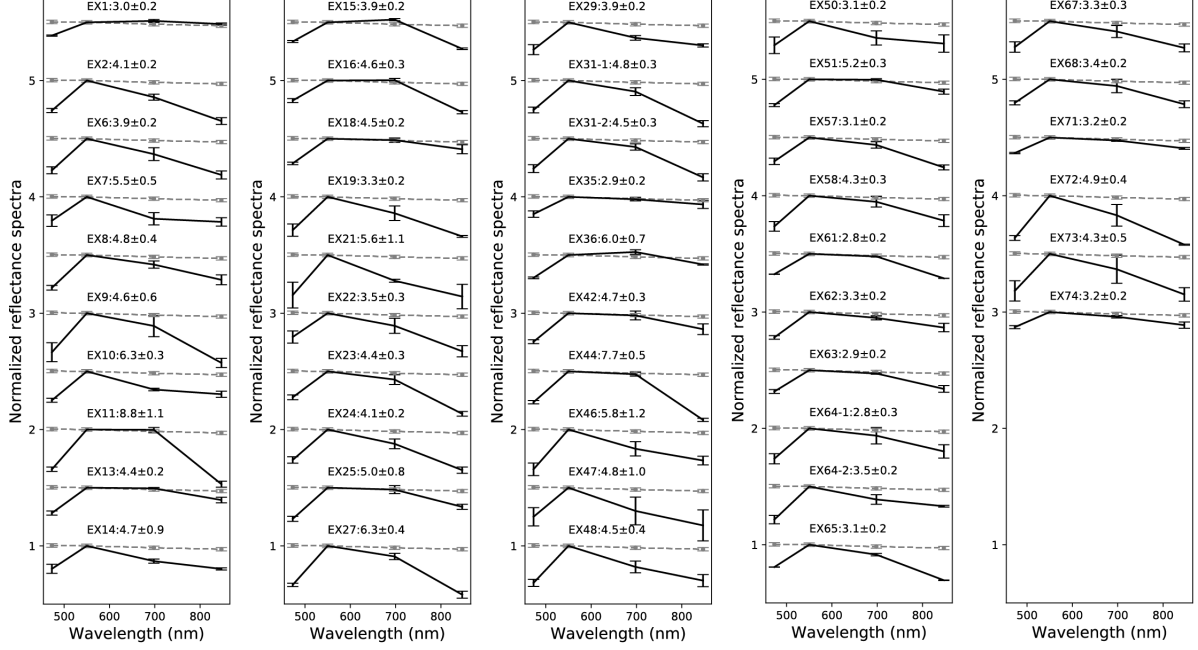 EX1:3.0±0.2
EX2:4.1±0.2
EX6:3.9±0.2
EX7:5.5±0.5
EX8:4.8±0.4
EX9:4.6±0.6
EX10:6.3±0.3
EX11:8.8±1.1
EX13:4.4±0.2
EX14:4.7±0.9
5
4
3
2
1
Normalized reflectance spectra
500 600 700 800
Wavelength (nm)
EX15:3.9±0.2
EX16:4.6±0.3
EX18:4.5±0.2
EX19:3.3±0.2
EX21:5.6±1.1
EX22:3.5±0.3
EX23:4.4±0.3
EX24:4.1±0.2
EX25:5.0±0.8
EX27:6.3±0.4
5
4
3
2
1
Normalized reflectance spectra
500 600 700 800
Wavelength (nm)
EX29:3.9±0.2
EX31-1:4.8±0.3
EX31-2:4.5±0.3
EX35:2.9±0.2
EX36:6.0±0.7
EX42:4.7±0.3
EX44:7.7±0.5
EX46:5.8±1.2
EX47:4.8±1.0
EX48:4.5±0.4
5
4
3
2
1
Normalized reflectance spectra
500 600 700 800
Wavelength (nm)
EX50:3.1±0.2
EX51:5.2±0.3
EX57:3.1±0.2
EX58:4.3±0.3
EX61:2.8±0.2
EX62:3.3±0.2
EX63:2.9±0.2
EX64-1:2.8±0.3
EX64-2:3.5±0.2
EX65:3.1±0.2
5
4
3
2
1
Normalized reflectance spectra
500 600 700 800
Wavelength (nm)
EX67:3.3±0.3
EX68:3.4±0.2
EX71:3.2±0.2
EX72:4.9±0.4
EX73:4.3±0.5
EX74:3.2±0.2
5
4
3
2
1
Normalized reflectance spectra
500 600 700 800
Wavelength (nm)